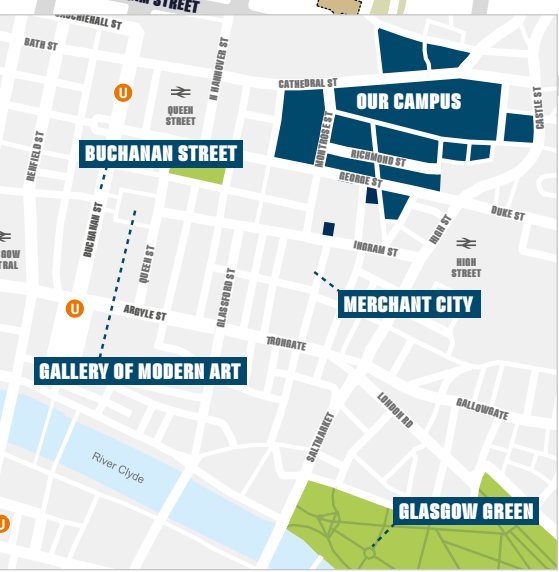 STREET
SAUCHIEHALL ST
BATH ST
N HANOVER ST
U
QUEEN
STREET
CATHEDRAL ST
OUR CAMPUS
CASTLE ST
MONTROSE ST
RENFIELD ST
BUCHANAN STREET
RICHMOND ST
GEORGE ST
DUKE ST
BUCHANAN ST
HIGH ST
QUEEN ST
INGRAM ST
HIGH
STREET
GLASSFORD ST
MERCHANT CITY
U
ARGYLE ST
TRONGATE
GALLERY OF MODERN ART
LONDON RD
GALLOWGATE
SALTMARKET
River Clyde
GLASGOW GREEN
U